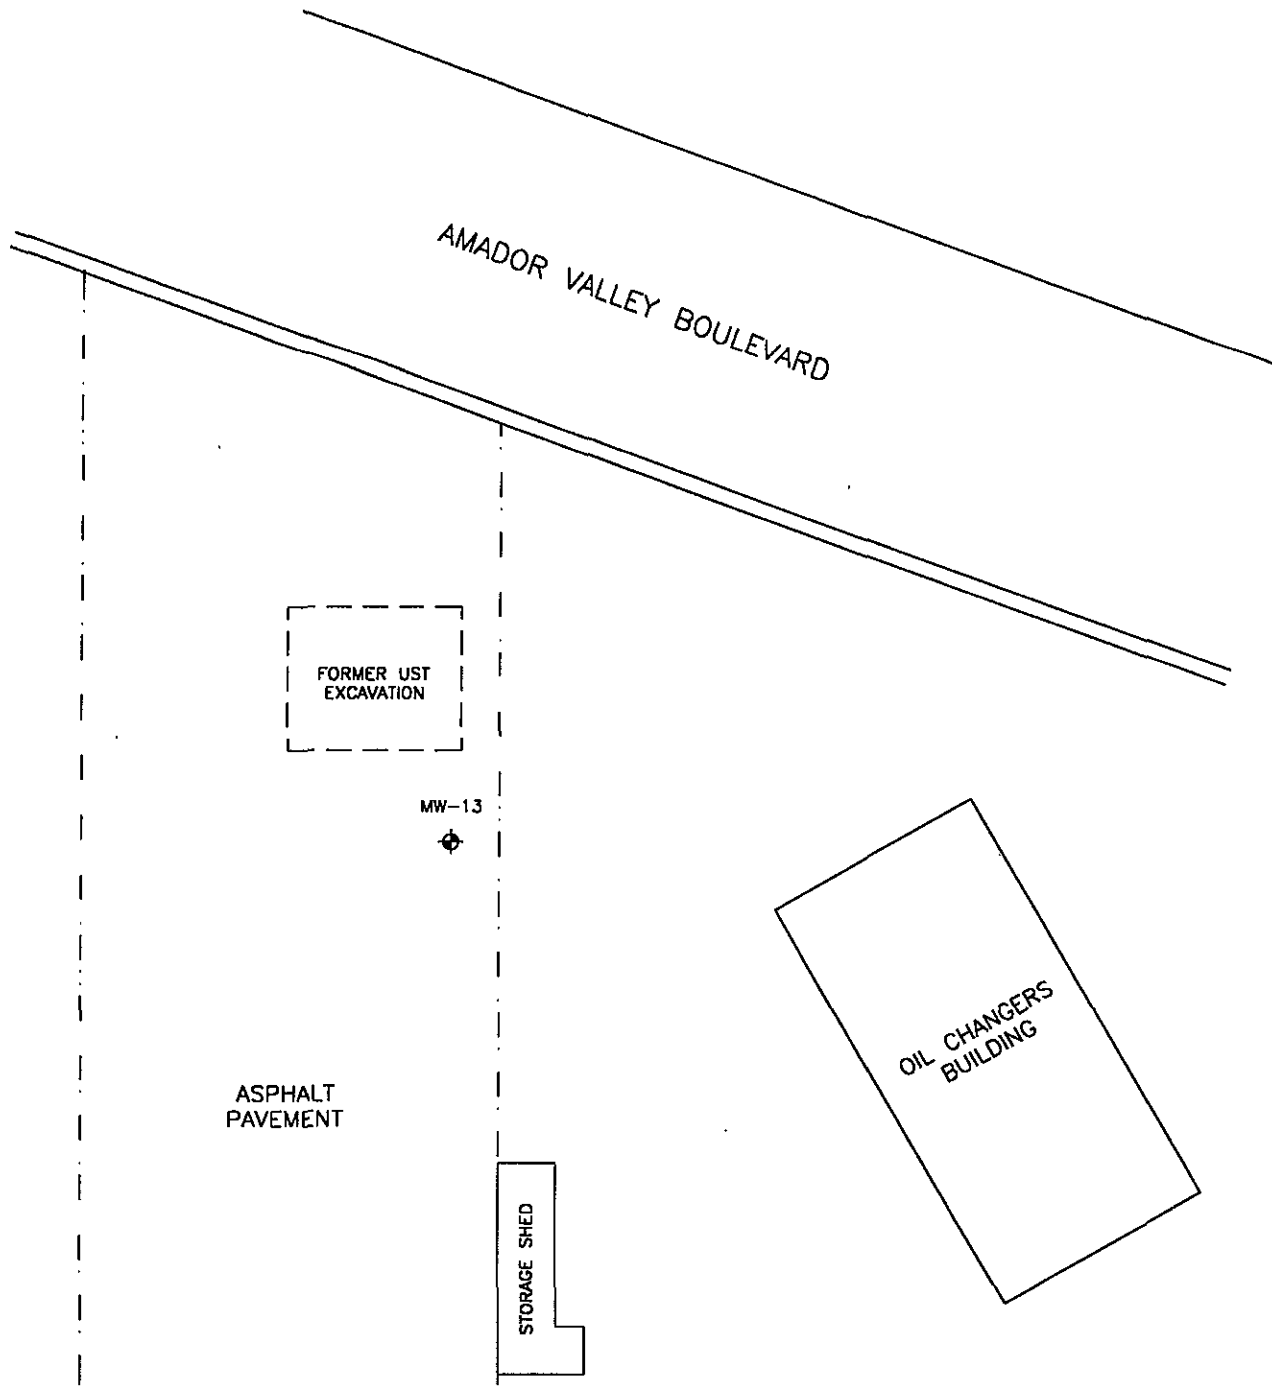 AMADOR VALLEY BOULEVARD
FORMER UST
EXCAVATION
MW-13
OIL CHANGERS
BUILDING
ASPHALT
PAVEMENT
STORAGE SHED